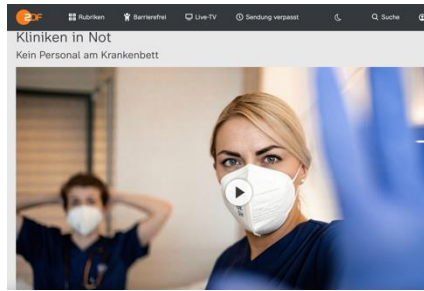 ZDF Rubriken Barrierefrei Live-TV Sendung verpasst Suche
Kliniken in Not
Kein Personal am Krankenbett